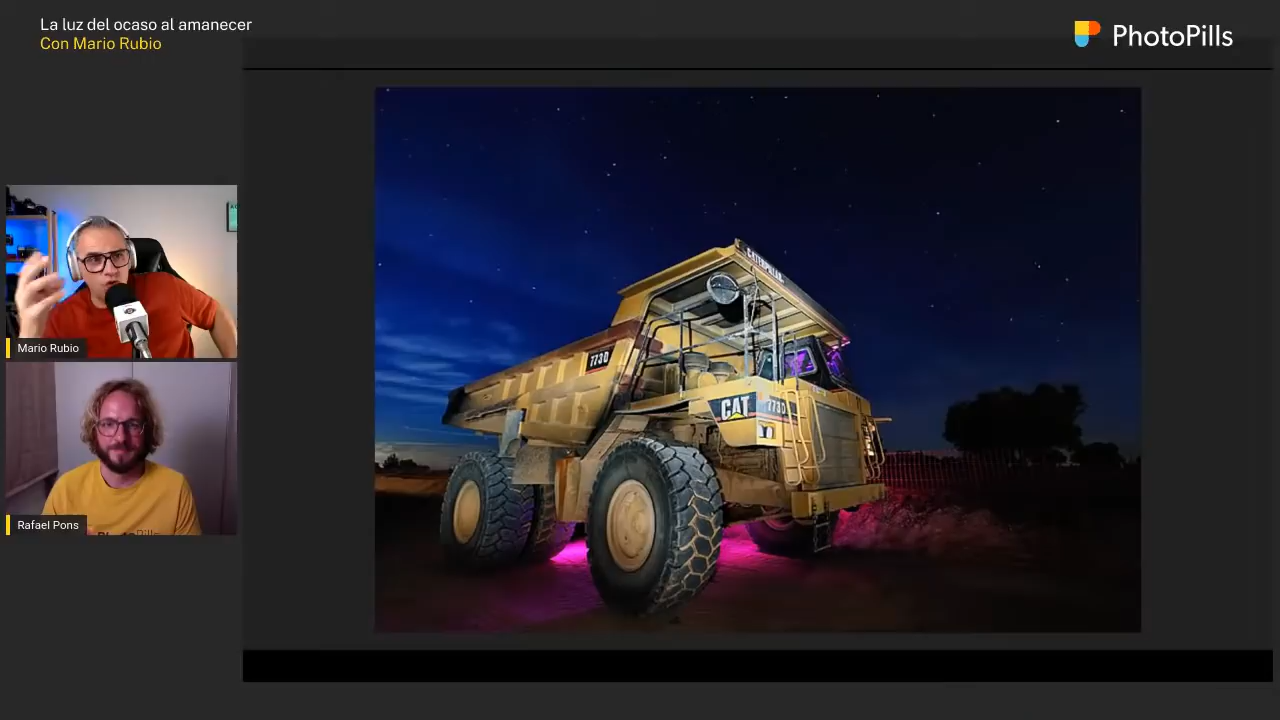 La luz del ocaso al amanecer
Con Mario Rubio
PhotoPills
Mario Rubio
Rafael Pons
CATERPILLAR
773D
CAT
773D